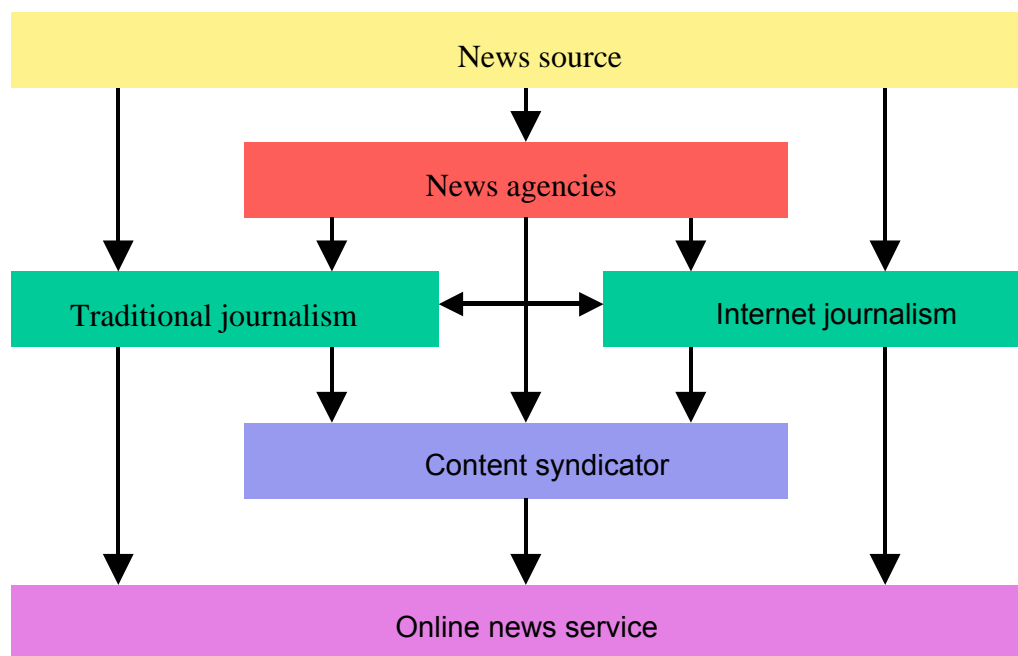 News source
News agencies
Traditional journalism
Internet journalism
Content syndicator
Online news service